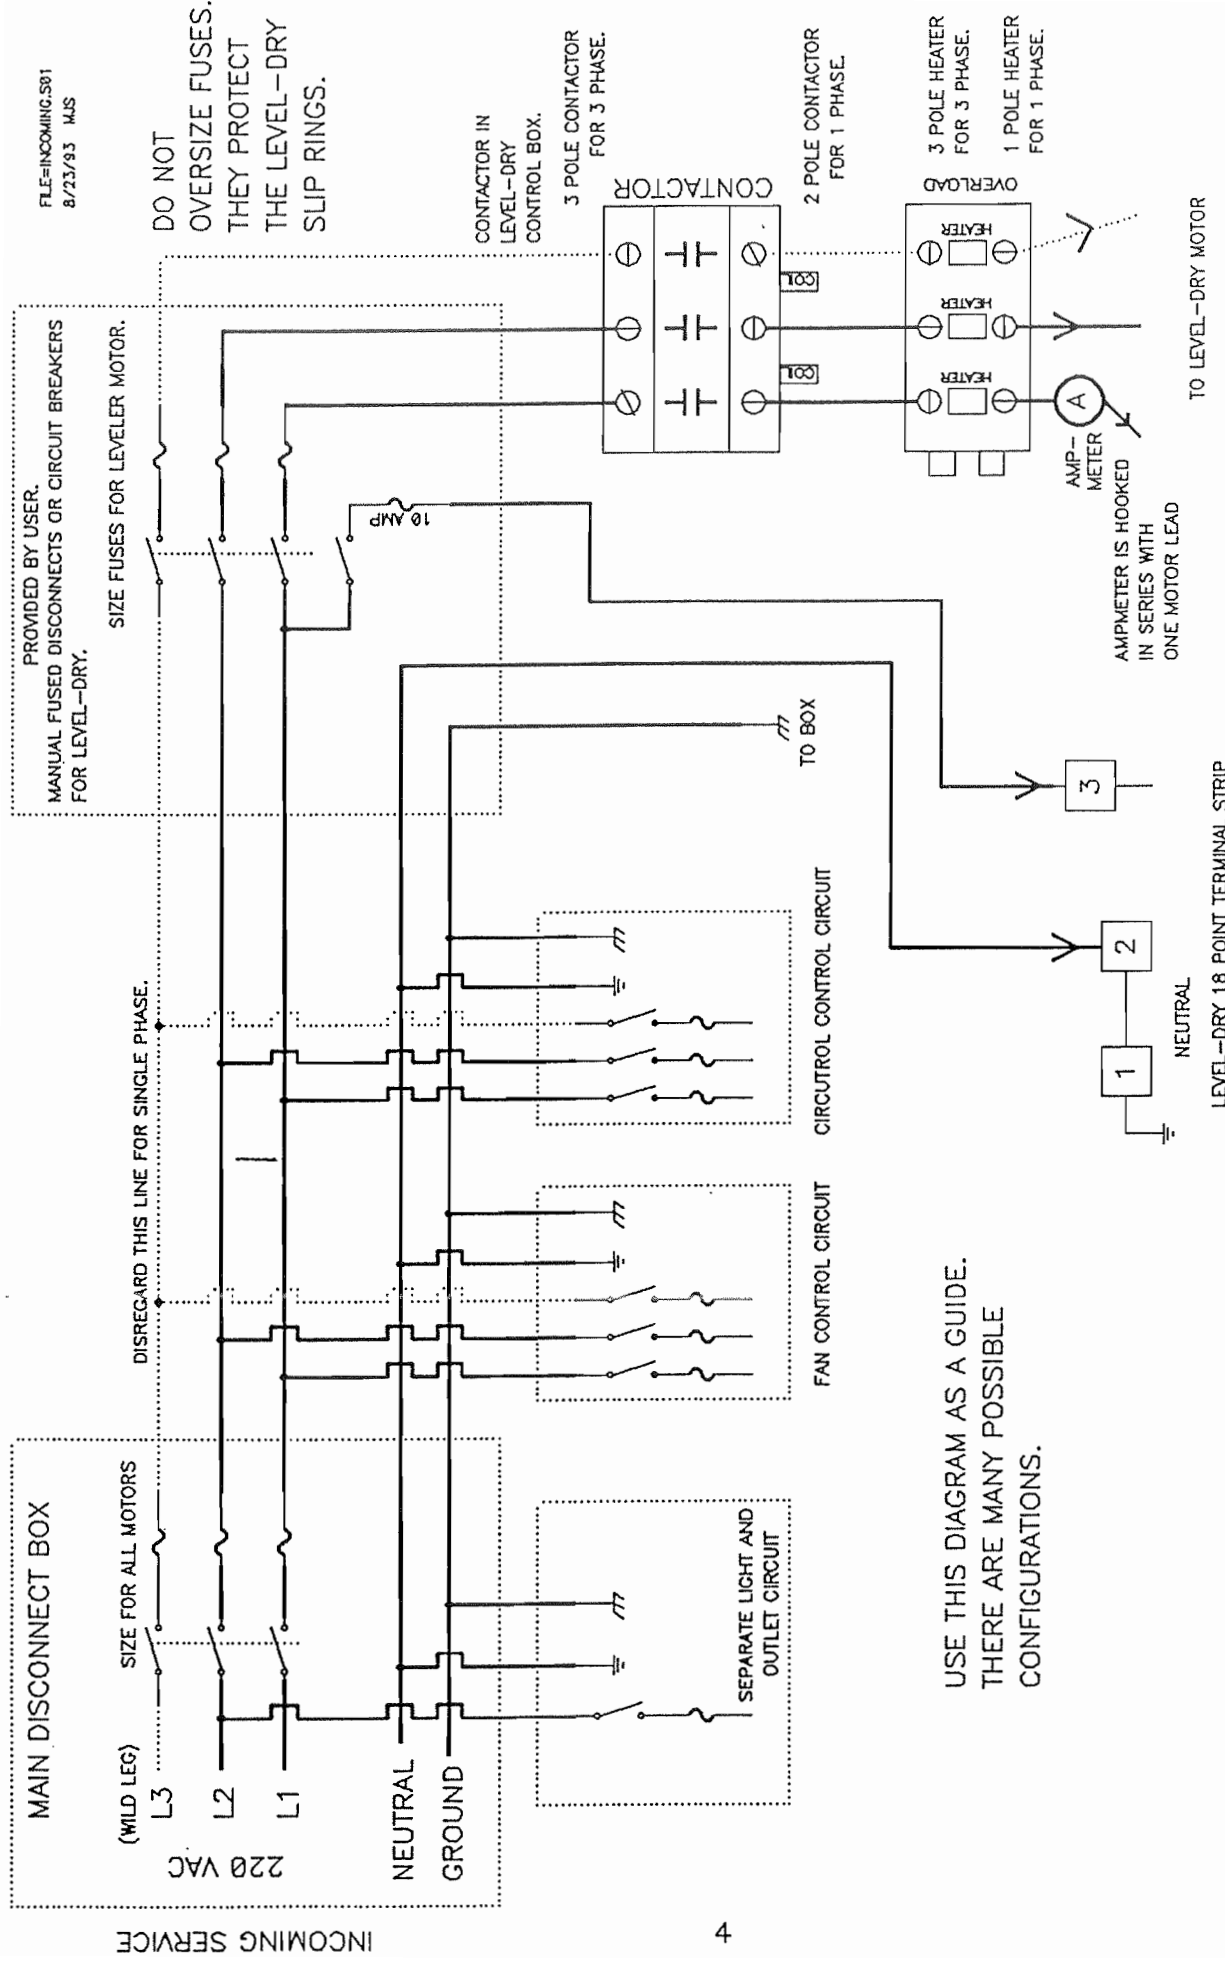 FILE=INCOMING.S01
8/23/93 MJS
MAIN DISCONNECT BOX
SIZE FOR ALL MOTORS
(WILD LEG)
L3
L2
L1
220 VAC
NEUTRAL
GROUND
INCOMING SERVICE
DISREGARD THIS LINE FOR SINGLE PHASE.
PROVIDED BY USER.
MANUAL FUSED DISCONNECTS OR CIRCUIT BREAKERS
FOR LEVEL-DRY.
SIZE FUSES FOR LEVELER MOTOR.
DO NOT
OVERSIZE FUSES.
THEY PROTECT
THE LEVEL-DRY
SLIP RINGS.
10 AMP
SEPARATE LIGHT AND
OUTLET CIRCUIT
FAN CONTROL CIRCUIT
CIRCUTROL CONTROL CIRCUIT
TO BOX
CONTACTOR IN
LEVEL-DRY
CONTROL BOX.
3 POLE CONTACTOR
FOR 3 PHASE.
CONTACTOR
COIL
COIL
2 POLE CONTACTOR
FOR 1 PHASE.
3 POLE HEATER
FOR 3 PHASE.
1 POLE HEATER
FOR 1 PHASE.
OVERLOAD
HEATER
HEATER
HEATER
A
AMP-
METER
AMPMETER IS HOOKED
IN SERIES WITH
ONE MOTOR LEAD
TO LEVEL-DRY MOTOR
1
2
3
NEUTRAL
LEVEL-DRY 18 POINT TERMINAL STRIP
USE THIS DIAGRAM AS A GUIDE.
THERE ARE MANY POSSIBLE
CONFIGURATIONS.
4